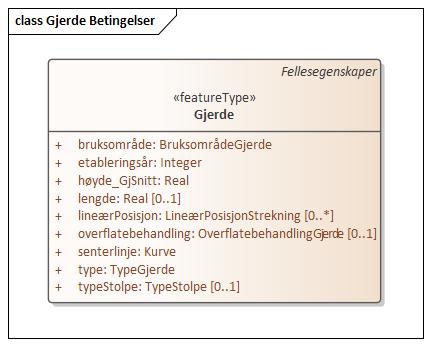 class Gjerde Betingelser
Fellesegenskaper
«featureType»
Gjerde
+ bruksområde: BruksområdeGjerde
+ etableringsår: Integer
+ høyde_GjSnitt: Real
+ lengde: Real [0..1]
+ lineærPosisjon: LineærPosisjonStrekning [0..*]
+ overflatebehandling: OverflatebehandlingGjerde [0..1]
+ senterlinje: Kurve
+ type: TypeGjerde
+ typeStolpe: TypeStolpe [0..1]